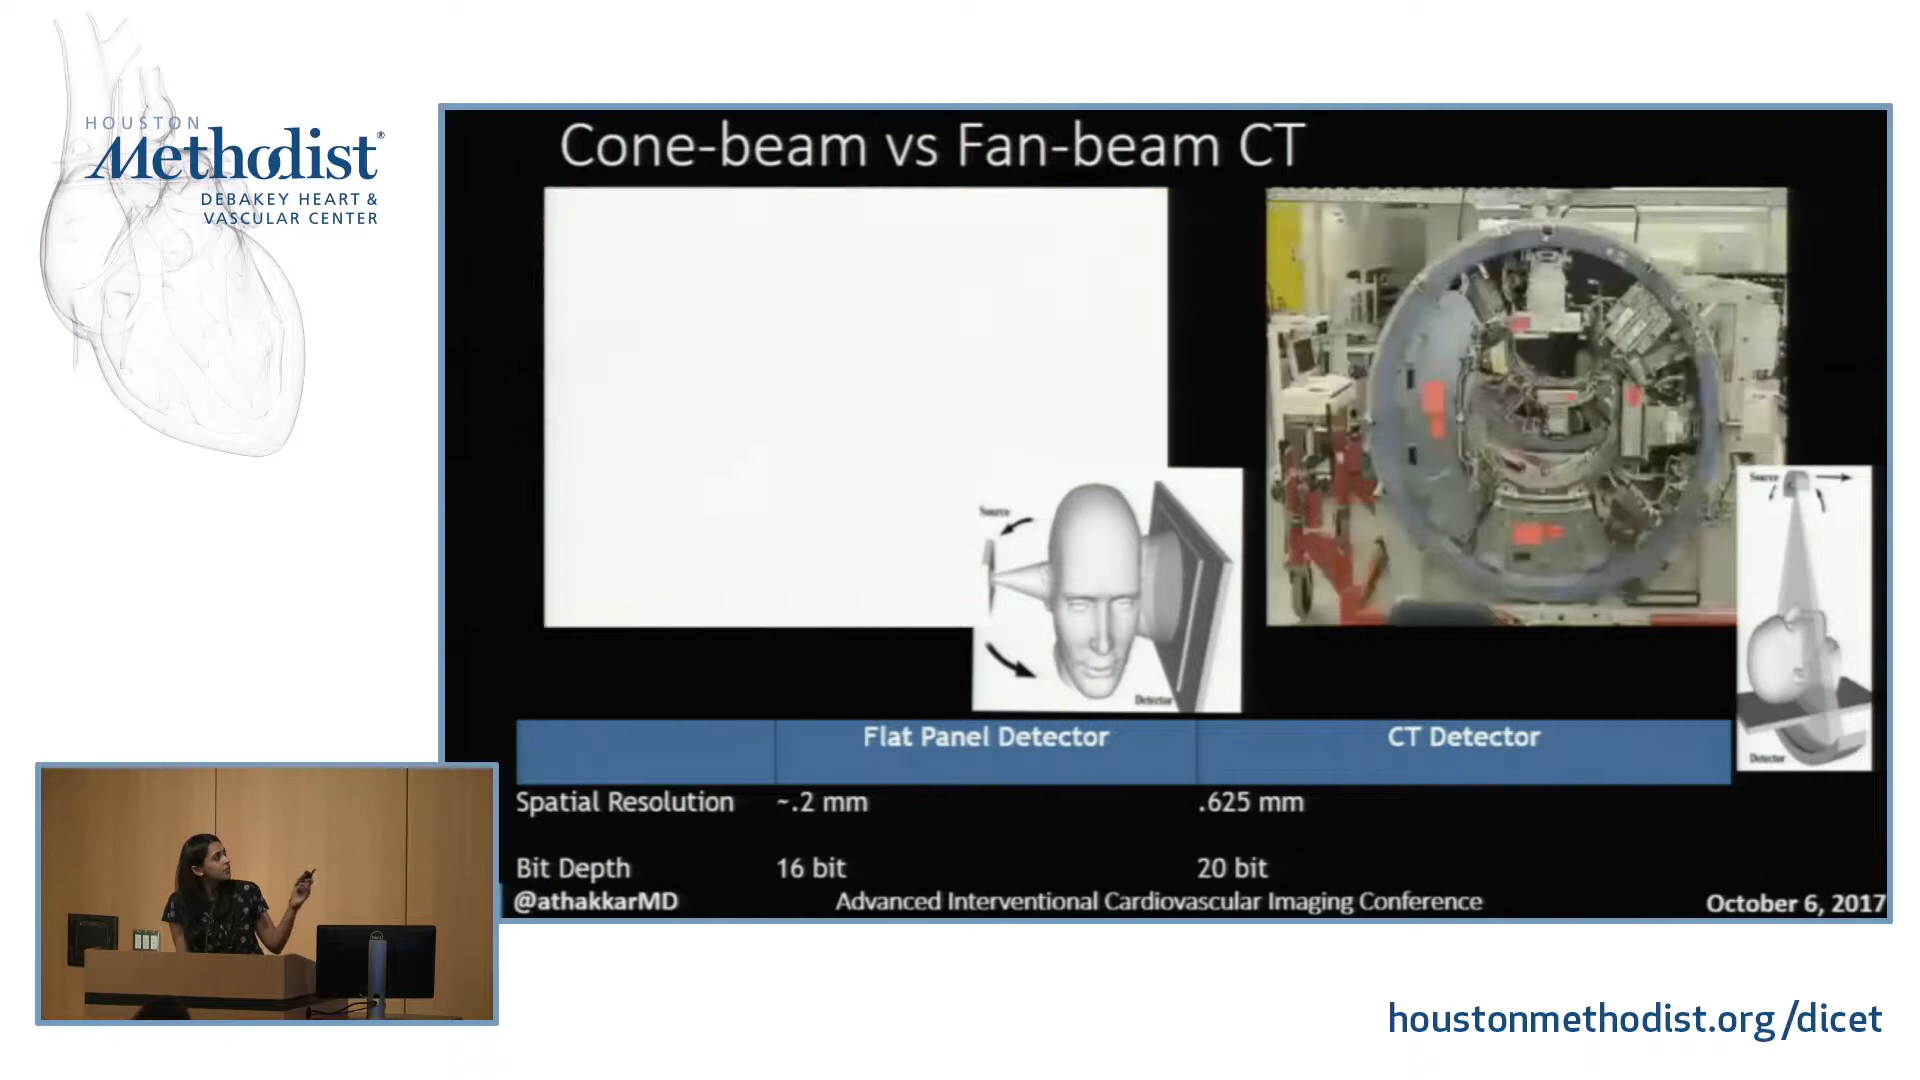 HOUSTON
Methodist®
DEBAKEY HEART &
VASCULAR CENTER
Cone-beam vs Fan-beam CT
Source
Detector
Source
Detector
Flat Panel Detector CT Detector
Spatial Resolution ~.2 mm .625 mm
Bit Depth 16 bit 20 bit
@athakkarMD Advanced Interventional Cardiovascular Imaging Conference October 6, 2017
houstonmethodist.org/dicet